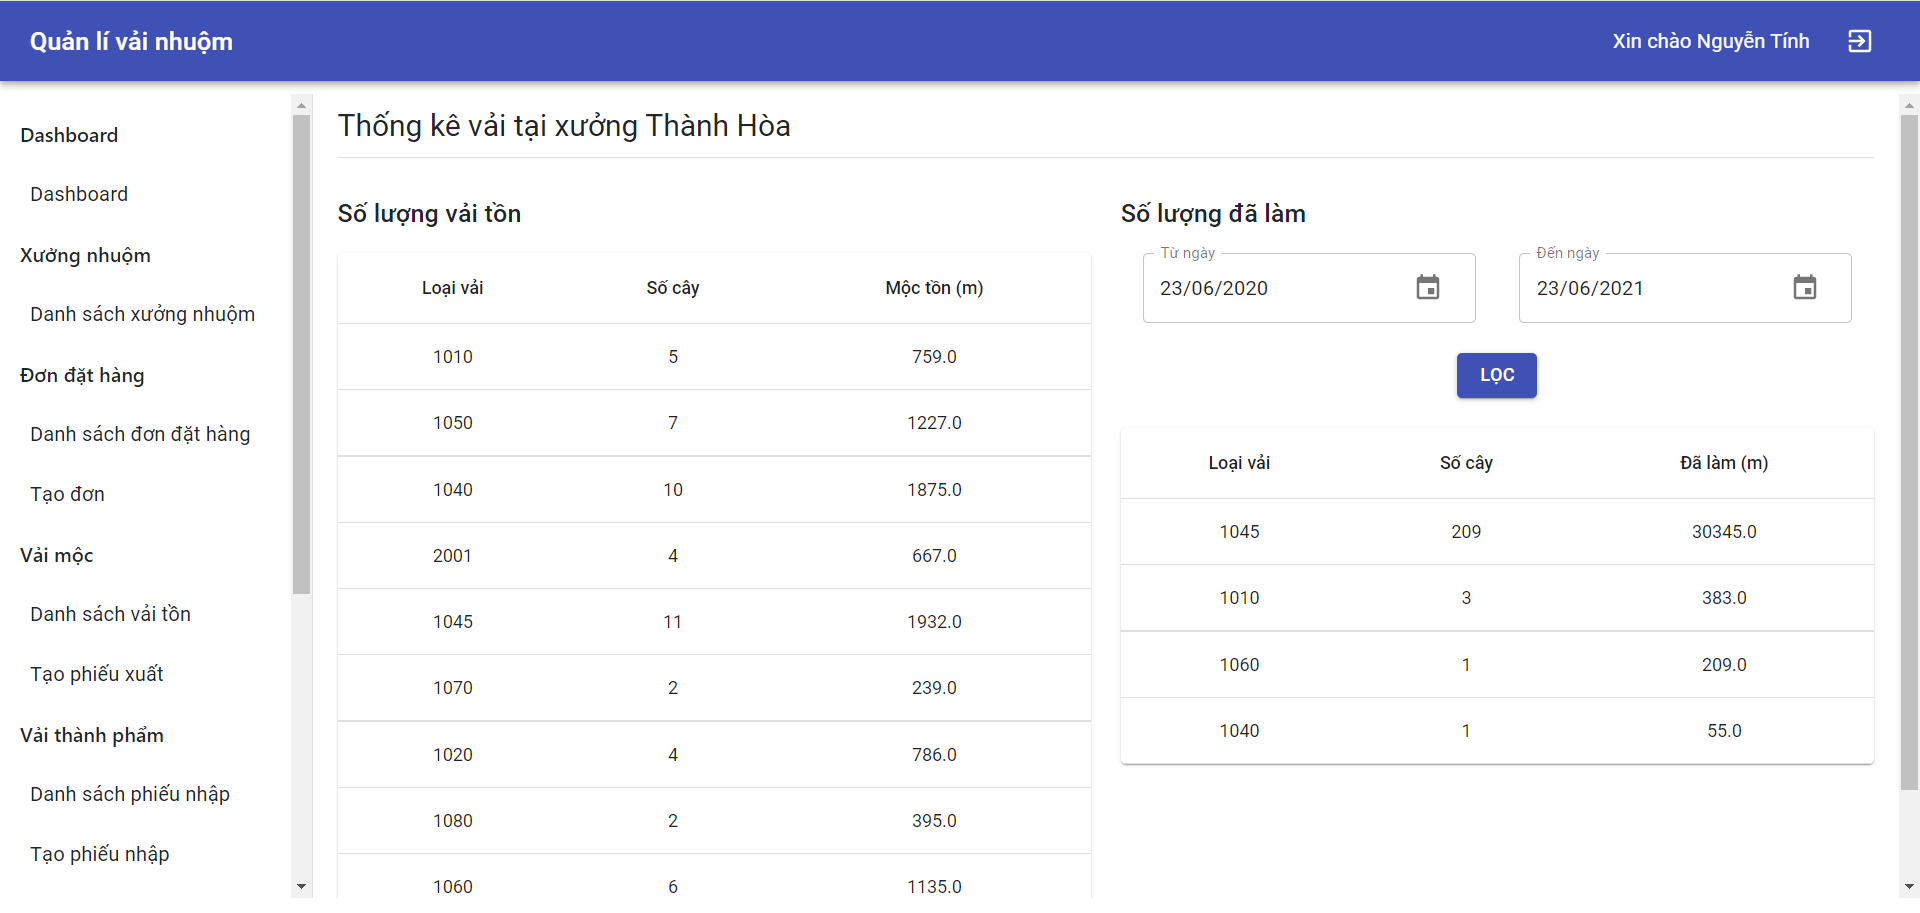 Quản lí vải nhuộm
Xin chào Nguyễn Tính
Dashboard
Dashboard
Xưởng nhuộm
Danh sách xưởng nhuộm
Đơn đặt hàng
Danh sách đơn đặt hàng
Tạo đơn
Vải mộc
Danh sách vải tồn
Tạo phiếu xuất
Vải thành phẩm
Danh sách phiếu nhập
Tạo phiếu nhập
Thống kê vải tại xưởng Thành Hòa
Số lượng vải tồn
Loại vải Số cây Mộc tồn (m)
1010 5 759.0
1050 7 1227.0
1040 10 1875.0
2001 4 667.0
1045 11 1932.0
1070 2 239.0
1020 4 786.0
1080 2 395.0
1060 6 1135.0
Số lượng đã làm
Từ ngày Đến ngày
23/06/2020 23/06/2021
LỌC
Loại vải Số cây Đã làm (m)
1045 209 30345.0
1010 3 383.0
1060 1 209.0
1040 1 55.0